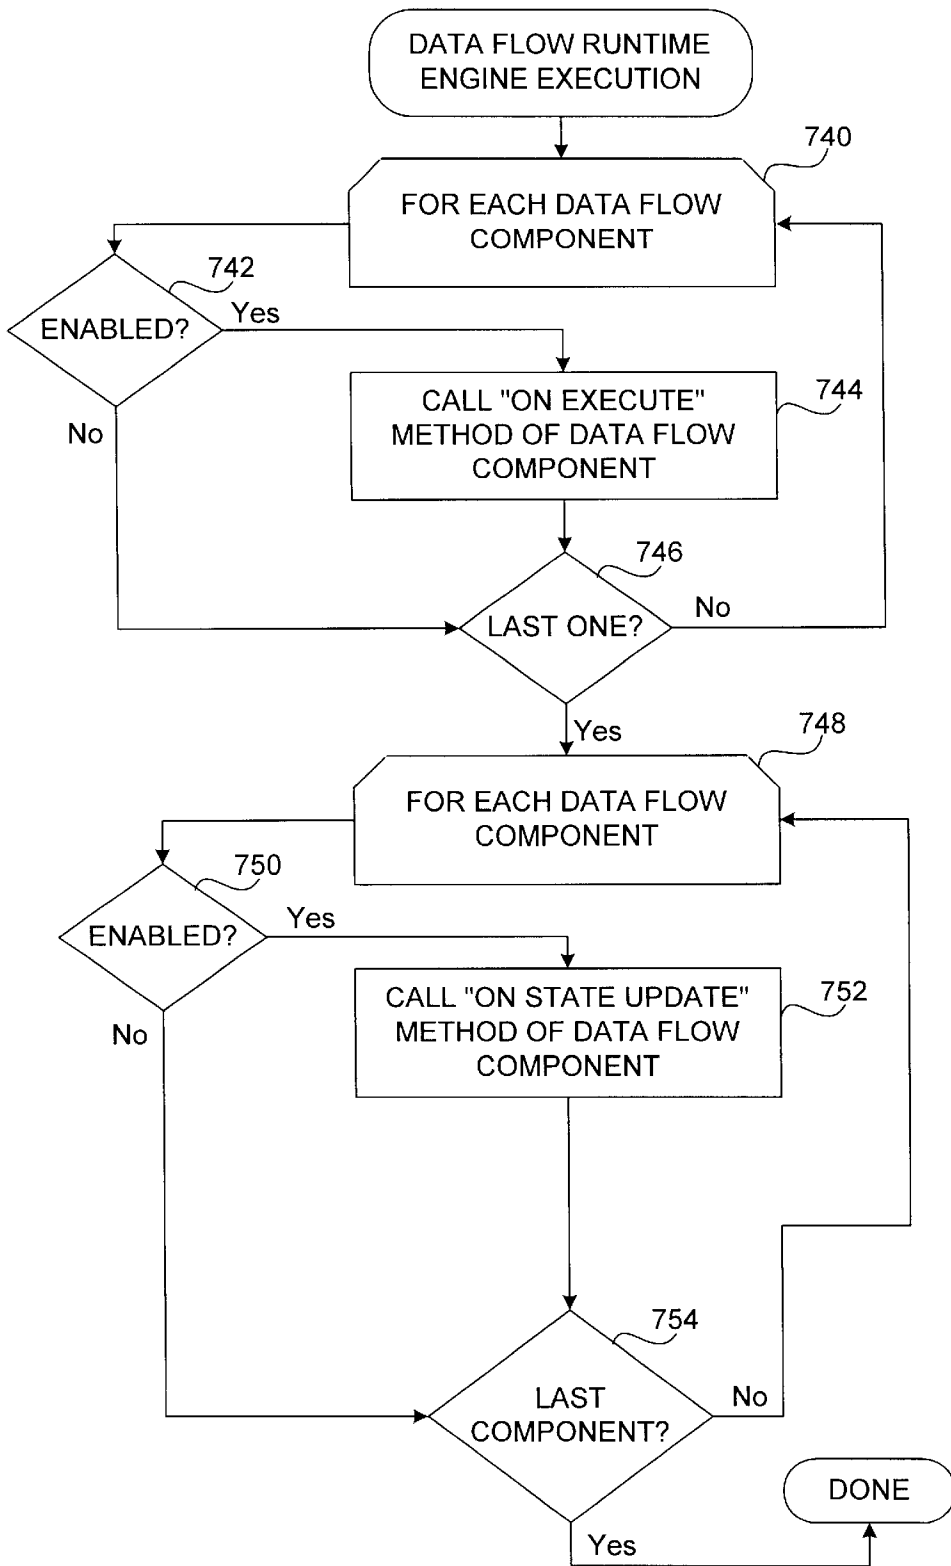 DATA FLOW RUNTIME
ENGINE EXECUTION
740
FOR EACH DATA FLOW
COMPONENT
742
ENABLED?
Yes
No
744
CALL "ON EXECUTE"
METHOD OF DATA FLOW
COMPONENT
746
LAST ONE?
No
Yes
748
FOR EACH DATA FLOW
COMPONENT
750
ENABLED?
Yes
No
752
CALL "ON STATE UPDATE"
METHOD OF DATA FLOW
COMPONENT
754
LAST
COMPONENT?
No
Yes
DONE